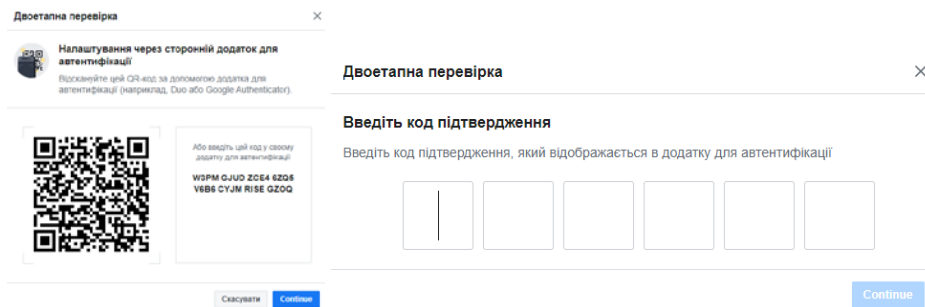 Двоетапна перевірка
Налаштування через сторонній додаток для
автентифікації
Відскануйте цей QR-код за допомогою додатка для
автентифікації (наприклад, Duo або Google Authenticator).
Або введіть цей код у своєму
додатку для автентифікації
W3PM GJUD ZCE4 6ZQ5
V6B6 CYJM RISE GZOQ
Скасувати
Continue
Двоетапна перевірка
Введіть код підтвердження
Введіть код підтвердження, який відображається в додатку для автентифікації
Continue